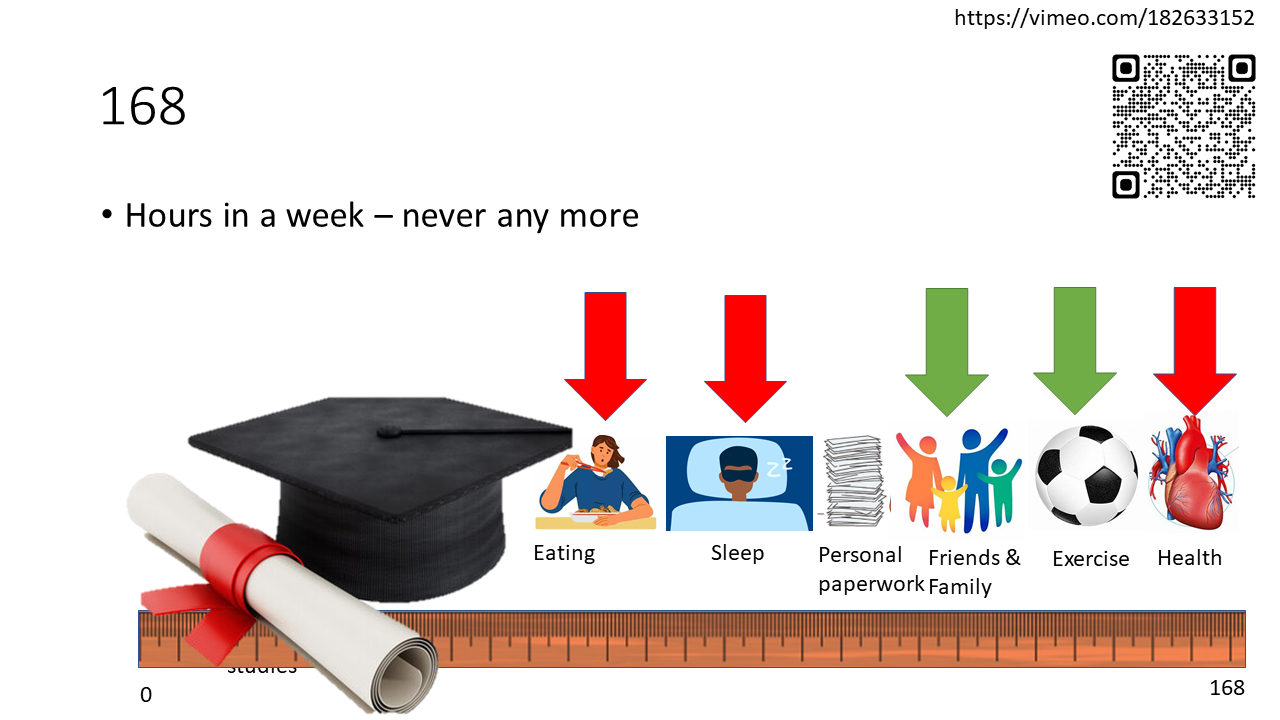 https://vimeo.com/182633152
168
• Hours in a week – never any more
Eating
Sleep
Personal
paperwork
Friends &
Family
Exercise
Health
studies
0
168